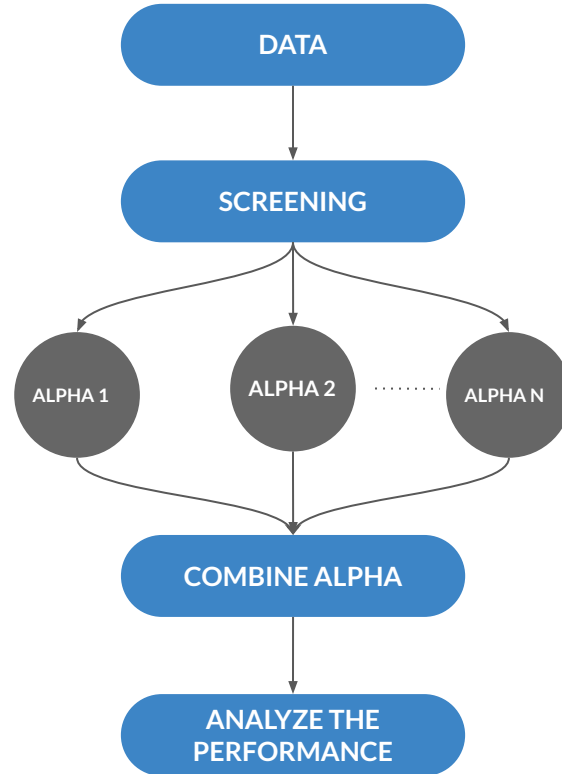 DATA
SCREENING
ALPHA 1
ALPHA 2
ALPHA N
COMBINE ALPHA
ANALYZE THE
PERFORMANCE